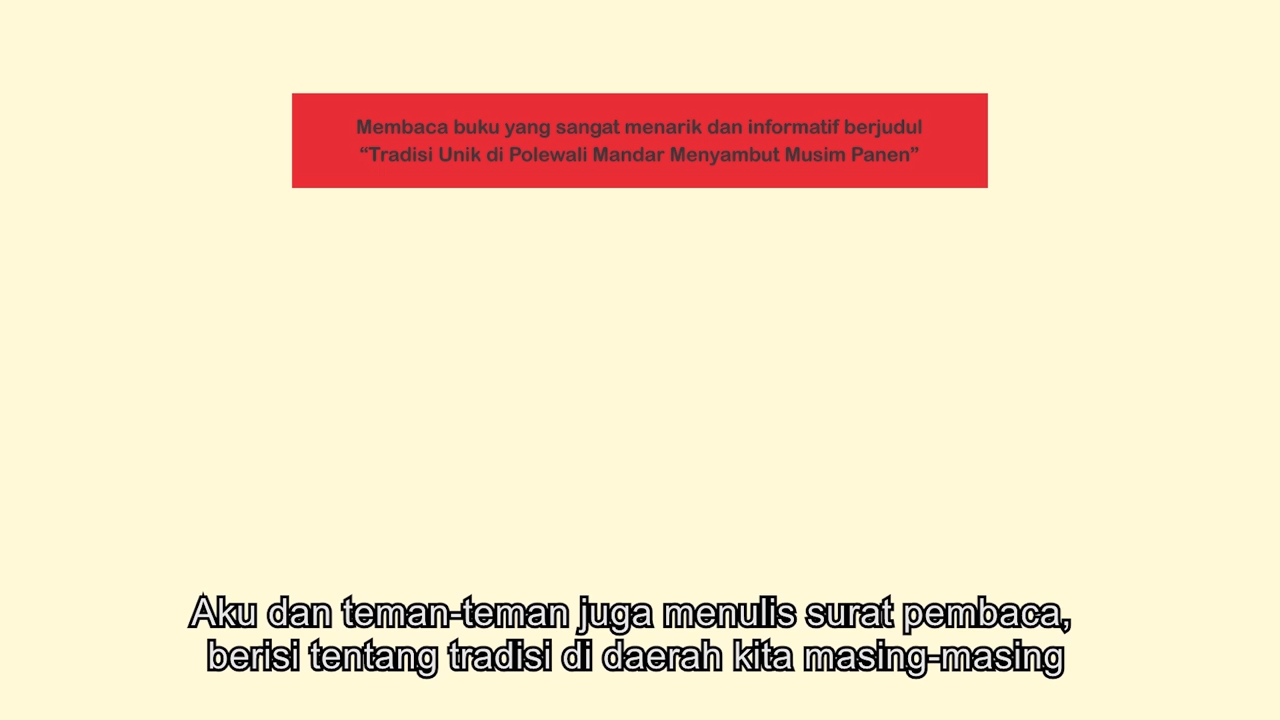 Membaca buku yang sangat menarik dan informatif berjudul
“Tradisi Unik di Polewali Mandar Menyambut Musim Panen”
Aku dan teman-teman juga menulis surat pembaca,
berisi tentang tradisi di daerah kita masing-masing